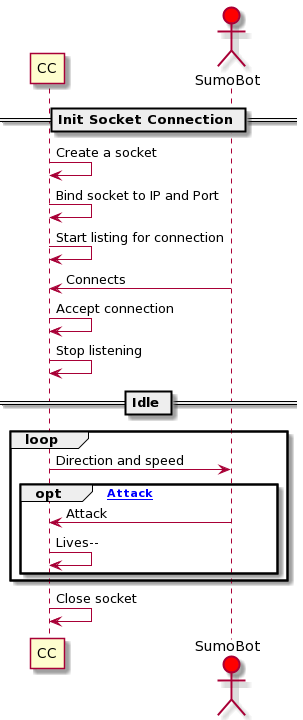 CC
SumoBot
Init Socket Connection
Create a socket
Bind socket to IP and Port
Start listing for connection
Connects
Accept connection
Stop listening
Idle
loop
Direction and speed
opt Attack
Attack
Lives--
Close socket
CC
SumoBot